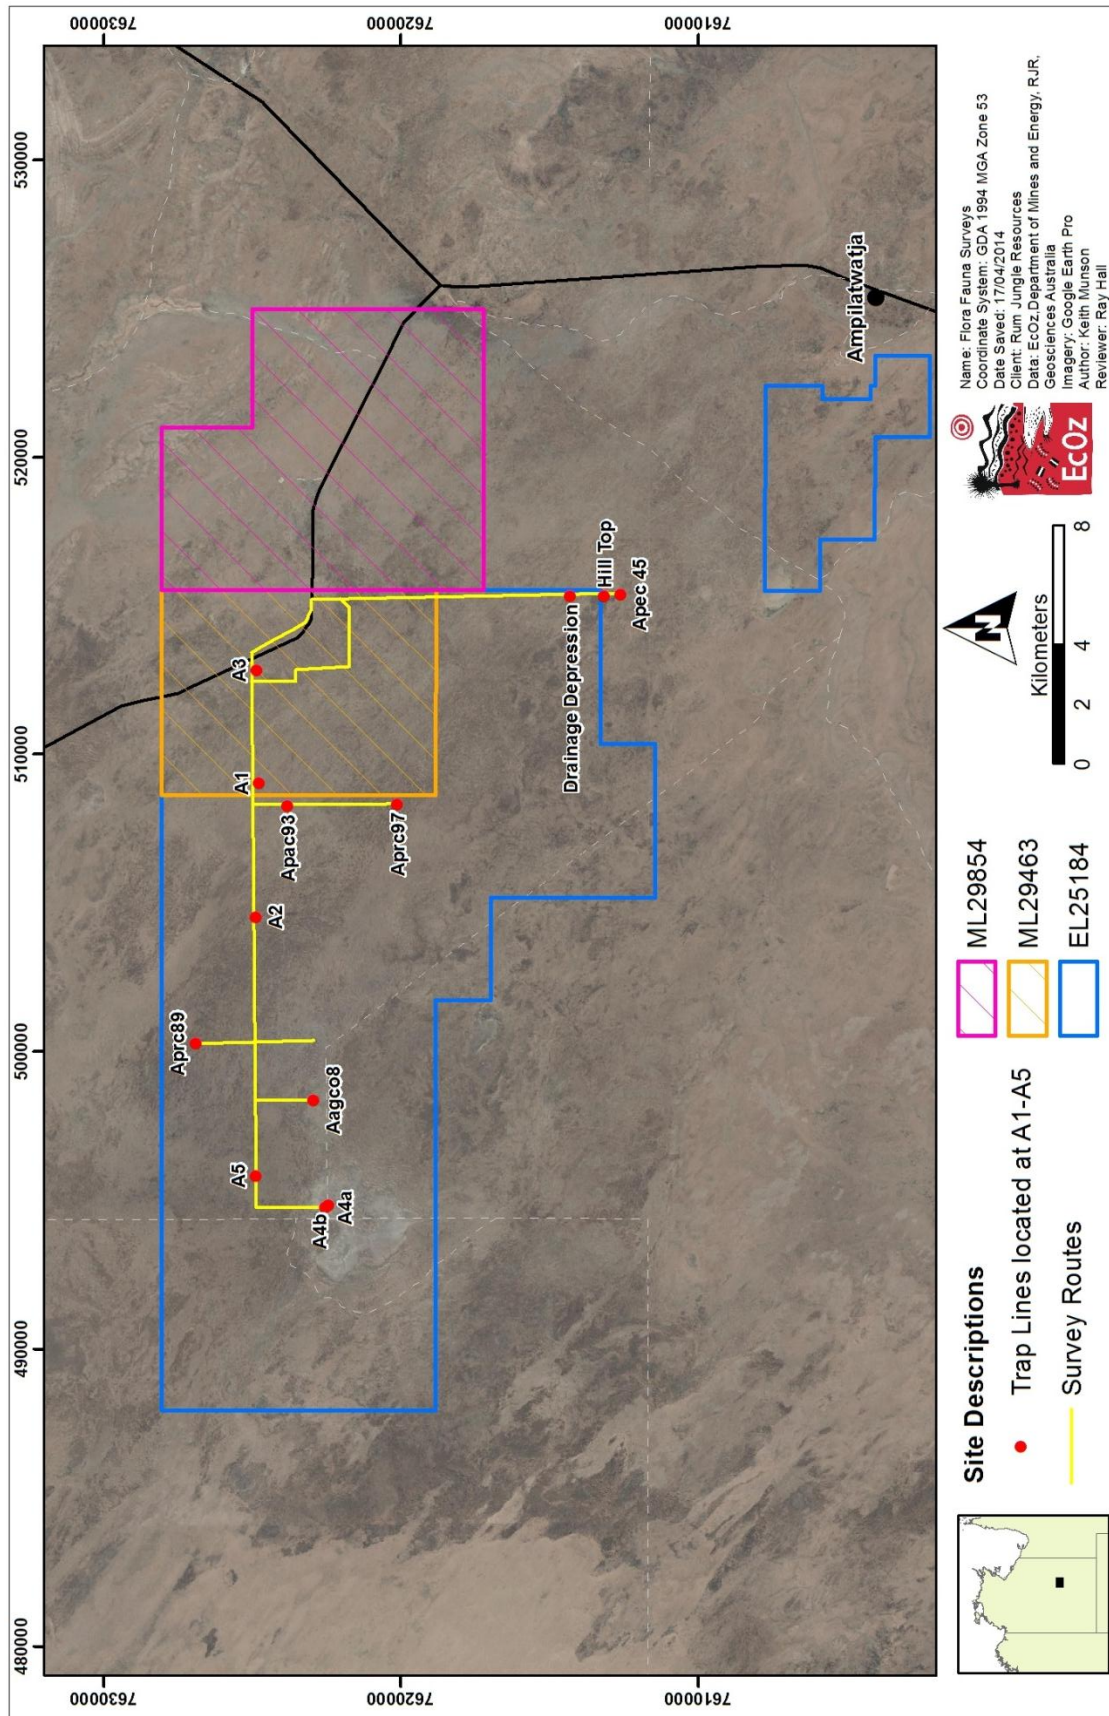 480000
490000
500000
510000
520000
530000
7630000
7630000
7620000
7620000
7610000
7610000
Aprc89
A5
A2
A1
A3
Apac93
Aagco8
A4b
A4a
Aprc97
Drainage Depression
Hill Top
Apec 45
Ampilatwatja
Site Descriptions
Trap Lines located at A1-A5
Survey Routes
ML29854
ML29463
EL25184
N
Kilometers
0 2 4 8
EcOz
Name: Flora Fauna Surveys
Coordinate System: GDA 1994 MGA Zone 53
Date Saved: 17/04/2014
Client: Rum Jungle Resources
Data: EcOz,Department of Mines and Energy, RJR,
Geosciences Australia
Imagery: Google Earth Pro
Author: Keith Munson
Reviewer: Ray Hall